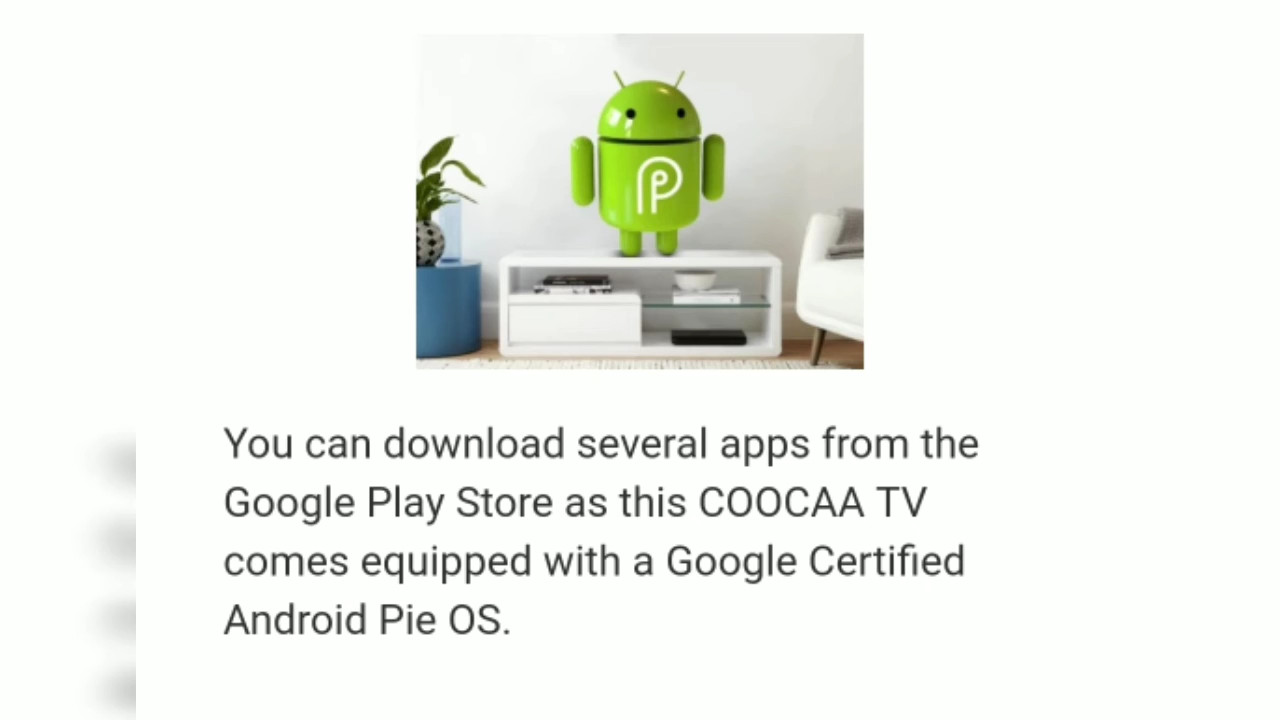 P
You can download several apps from the
Google Play Store as this COOCAA TV
comes equipped with a Google Certified
Android Pie OS.